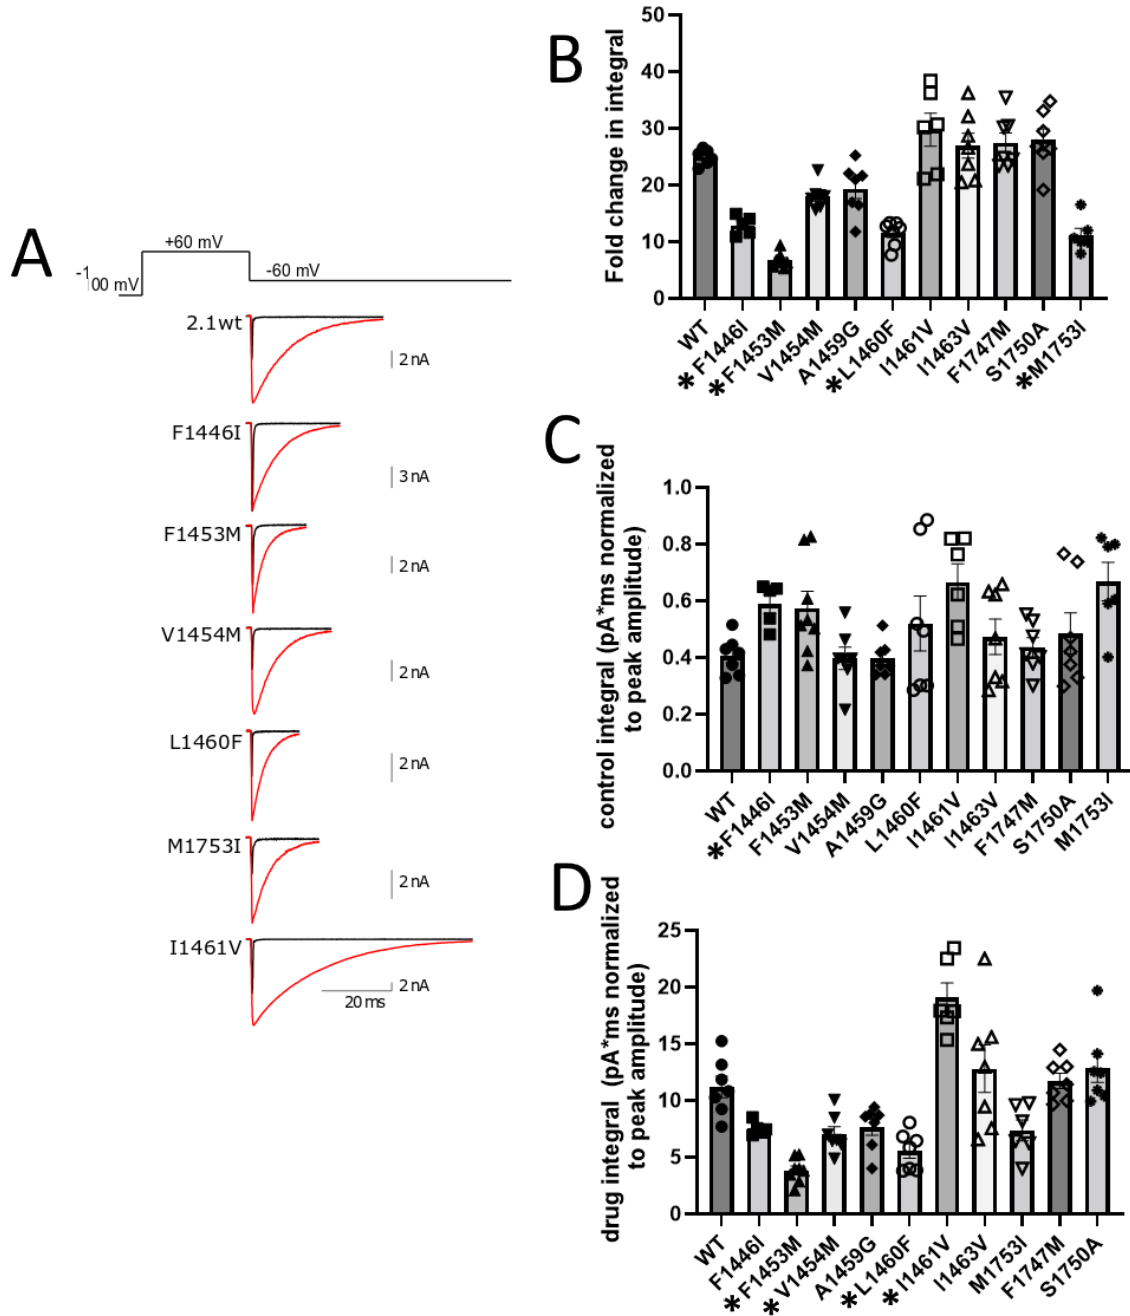 A
+60 mV
-100 mV
-60 mV
2.1wt
2 nA
F1446I
3 nA
F1453M
2 nA
V1454M
2 nA
L1460F
2 nA
M1753I
2 nA
I1461V
2 nA
20 ms
B
Fold change in integral
50
40
30
20
10
0
WT
*F1446I
*F1453M
V1454M
A1459G
*L1460F
I1461V
I1463V
F1747M
S1750A
*M1753I
C
control integral (pA*ms normalized
to peak amplitude)
1.0
0.8
0.6
0.4
0.2
0.0
WT
*F1446I
F1453M
V1454M
A1459G
L1460F
I1461V
I1463V
F1747M
S1750A
M1753I
D
drug integral (pA*ms normalized
to peak amplitude)
25
20
15
10
5
0
WT
F1446I
*F1453M
*V1454M
A1459G
*L1460F
*I1461V
I1463V
M1753I
F1747M
S1750A